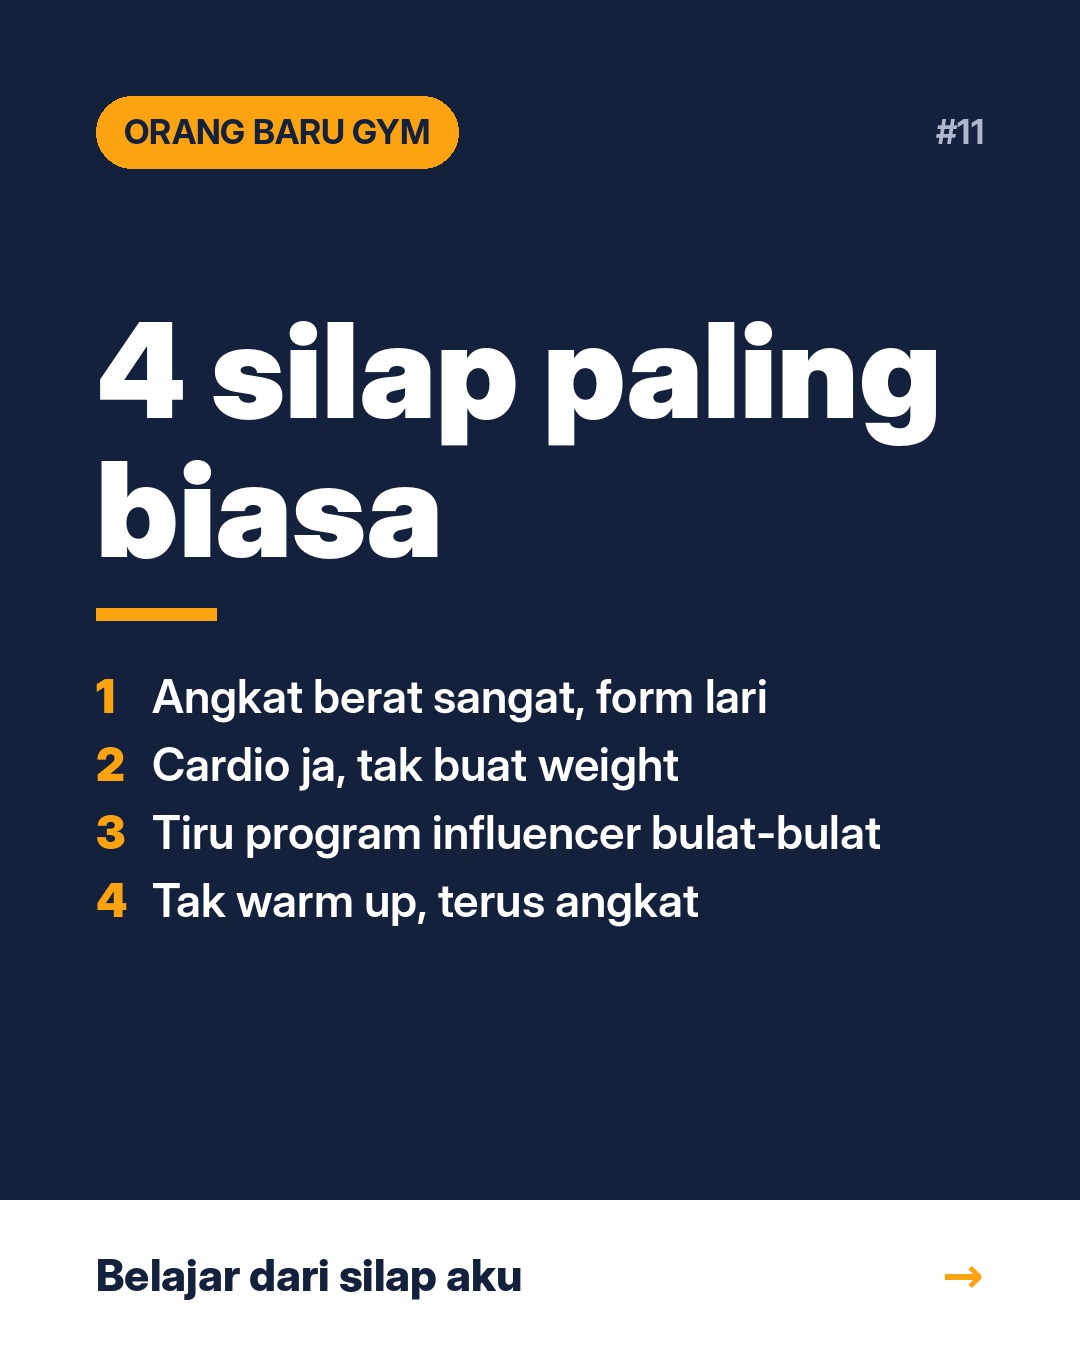 ORANG BARU GYM
#11
4 silap paling
biasa
1 Angkat berat sangat, form lari
2 Cardio ja, tak buat weight
3 Tiru program influencer bulat-bulat
4 Tak warm up, terus angkat
Belajar dari silap aku →